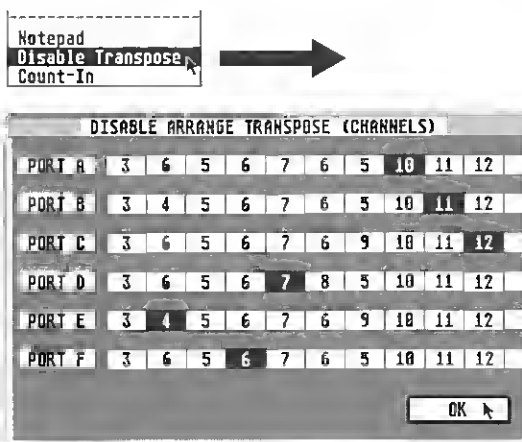 Notepad
Disable Transpose
Count-In
DISABLE ARRANGE TRANSPOSE (CHANNELS)
PORT A 3 6 5 6 7 6 5 10 11 12
PORT B 3 4 5 6 7 6 5 10 11 12
PORT C 3 6 5 6 7 6 9 10 11 12
PORT D 3 6 5 6 7 8 5 10 11 12
PORT E 3 4 5 6 7 6 9 10 11 12
PORT F 3 6 5 6 7 6 5 10 11 12
OK